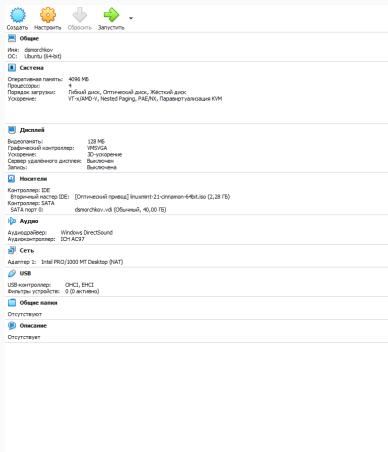 Создать Настроить Сбросить Запустить
Общие
Имя: dsmorchkov
ОС: Ubuntu (64-bit)
Система
Оперативная память: 4096 МБ
Процессоры: 4
Порядок загрузки: Гибкий диск, Оптический диск, Жёсткий диск
Ускорение: VT-x/AMD-V, Nested Paging, PAE/NX, Паравиртуализация KVM
Дисплей
Видеопамять: 128 МБ
Графический контроллер: VMSVGA
Ускорение: 3D-ускорение
Сервер удалённого дисплея: Выключен
Запись: Выключена
Носители
Контроллер: IDE
Вторичный мастер IDE: [Оптический привод] linuxmint-21-cinnamon-64bit.iso (2,28 ГБ)
Контроллер: SATA
SATA порт 0: dsmorchkov.vdi (Обычный, 40,00 ГБ)
Аудио
Аудиодрайвер: Windows DirectSound
Аудиоконтроллер: ICH AC97
Сеть
Адаптер 1: Intel PRO/1000 MT Desktop (NAT)
USB
USB-контроллер: OHCI, EHCI
Фильтры устройств: 0 (0 активно)
Общие папки
Отсутствуют
Описание
Отсутствует